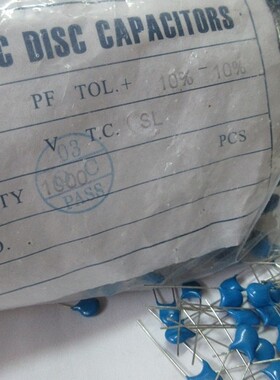 C DISC CAPACITORS
PF TOL.+ 10% - 10%
V T.C. SL
03
PCS
TY 1000
PASS
O.